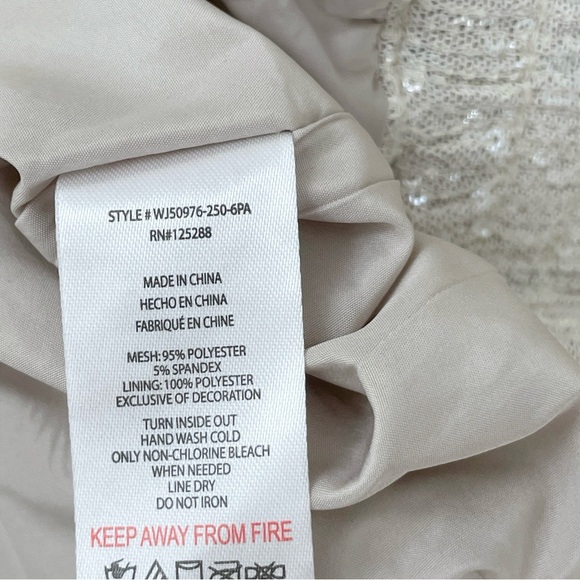 STYLE # WJ50976-250-6PA
RN#125288
MADE IN CHINA
HECHO EN CHINA
FABRIQUÉ EN CHINE
MESH: 95% POLYESTER
5% SPANDEX
LINING: 100% POLYESTER
EXCLUSIVE OF DECORATION
TURN INSIDE OUT
HAND WASH COLD
ONLY NON-CHLORINE BLEACH
WHEN NEEDED
LINE DRY
DO NOT IRON
KEEP AWAY FROM FIRE